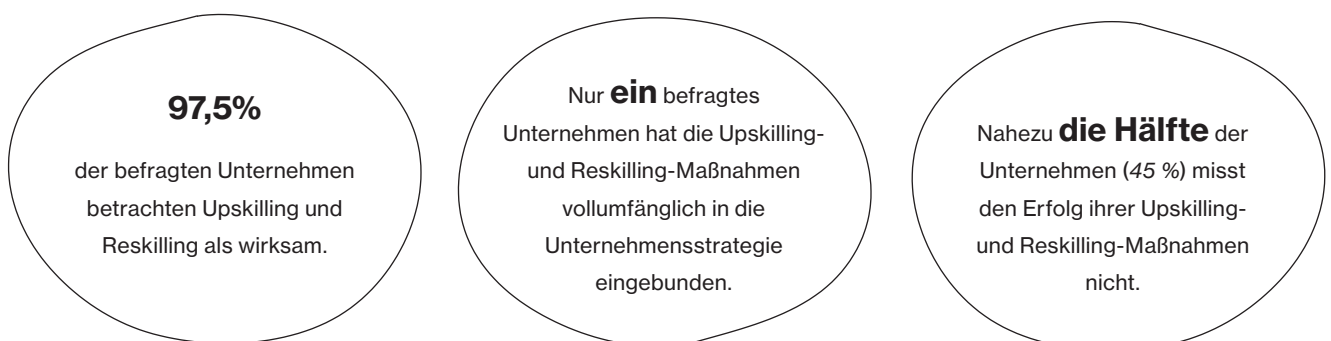 97,5%
der befragten Unternehmen
betrachten Upskilling und
Reskilling als wirksam.
Nur ein befragtes
Unternehmen hat die Upskilling-
und Reskilling-Maßnahmen
vollumfänglich in die
Unternehmensstrategie
eingebunden.
Nahezu die Hälfte der
Unternehmen (45 %) misst
den Erfolg ihrer Upskilling-
und Reskilling-Maßnahmen
nicht.